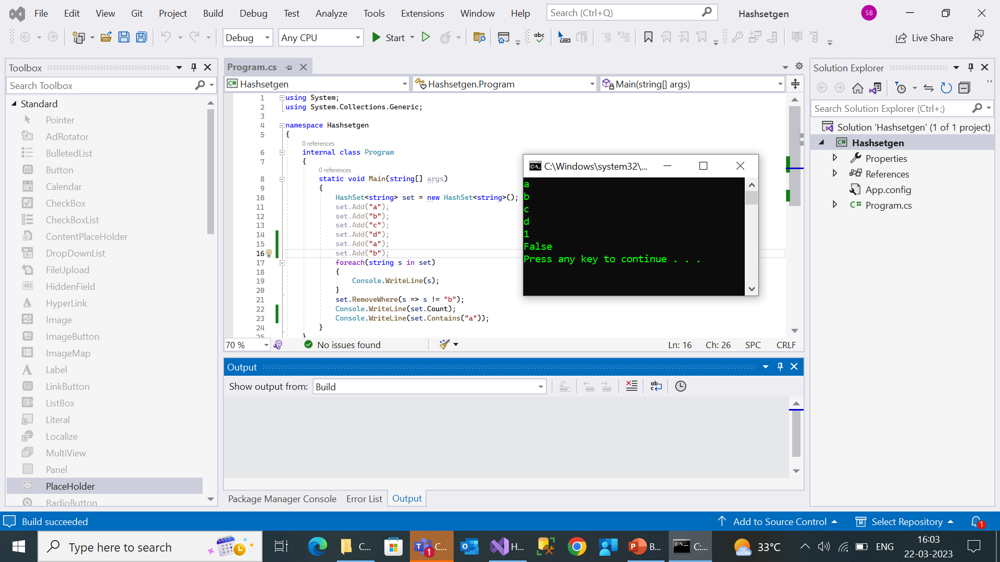 File Edit View Git Project Build Debug Test Analyze Tools Extensions Window Help Search (Ctrl+Q) Hashsetgen SB
Debug Any CPU Start Live Share
Toolbox
Search Toolbox
Standard
Pointer
AdRotator
BulletedList
Button
Calendar
CheckBox
CheckBoxList
ContentPlaceHolder
DropDownList
FileUpload
HiddenField
HyperLink
Image
ImageButton
ImageMap
Label
LinkButton
ListBox
Literal
Localize
MultiView
Panel
PlaceHolder
RadioButton
Program.cs
Hashsetgen Hashsetgen.Program Main(string[] args)
1 using System;
2 using System.Collections.Generic;
3
4 namespace Hashsetgen
5 {
0 references
6 internal class Program
7 {
0 references
8 static void Main(string[] args)
9 {
10 HashSet<string> set = new HashSet<string>();
11 set.Add("a");
12 set.Add("b");
13 set.Add("c");
14 set.Add("d");
15 set.Add("a");
16 set.Add("b");
17 foreach(string s in set)
18 {
19 Console.WriteLine(s);
20 }
21 set.RemoveWhere(s => s != "b");
22 Console.WriteLine(set.Count);
23 Console.WriteLine(set.Contains("a"));
24 }
25 }
70 % No issues found Ln: 16 Ch: 26 SPC CRLF
C:\Windows\system32\...
a
b
c
d
1
False
Press any key to continue . . .
Output
Show output from: Build
Package Manager Console Error List Output
Solution Explorer
Search Solution Explorer (Ctrl+;)
Solution 'Hashsetgen' (1 of 1 project)
C# Hashsetgen
Properties
References
App.config
C# Program.cs
Build succeeded Add to Source Control Select Repository 1
Type here to search C... 1 C... H... B... C:... 33°C ENG 16:03
22-03-2023